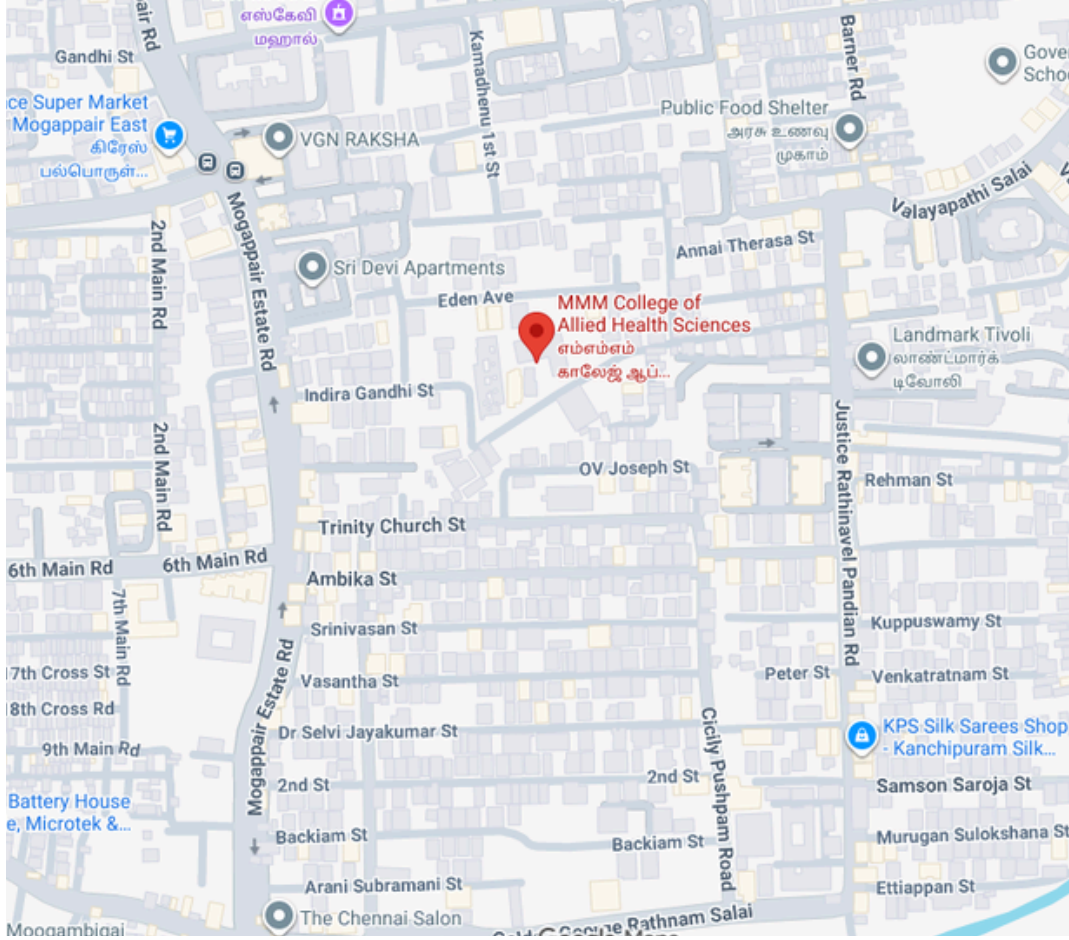 air Rd
எஸ்கேவி
மஹால்
Gandhi St
Kamadhenu 1st St
Barner Rd
Gover
Schoo
ce Super Market
Mogappair East
கிரேஸ்
பல்பொருள்...
VGN RAKSHA
Public Food Shelter
அரசு உணவு
முகாம்
Valayapathi Salai
2nd Main Rd
Mogappair Estate Rd
Annai Therasa St
Sri Devi Apartments
Eden Ave
MMM College of
Allied Health Sciences
எம்எம்எம்
காலேஜ் ஆப்...
Landmark Tivoli
லாண்ட்மார்க்
டிவோலி
Indira Gandhi St
2nd Main Rd
Justice Rathinavel Pandian Rd
OV Joseph St
Rehman St
Trinity Church St
6th Main Rd
6th Main Rd
Ambika St
7th Main Rd
Srinivasan St
Kuppuswamy St
17th Cross St
Vasantha St
Peter St
Venkatratnam St
18th Cross Rd
Mogappair Estate Rd
Cicily Pushpam Road
Dr Selvi Jayakumar St
9th Main Rd
KPS Silk Sarees Shop
- Kanchipuram Silk...
2nd St
2nd St
Samson Saroja St
Battery House
e, Microtek &...
Backiam St
Backiam St
Murugan Sulokshana St
Arani Subramani St
Ettiappan St
The Chennai Salon
Rathnam Salai
Moogambigai